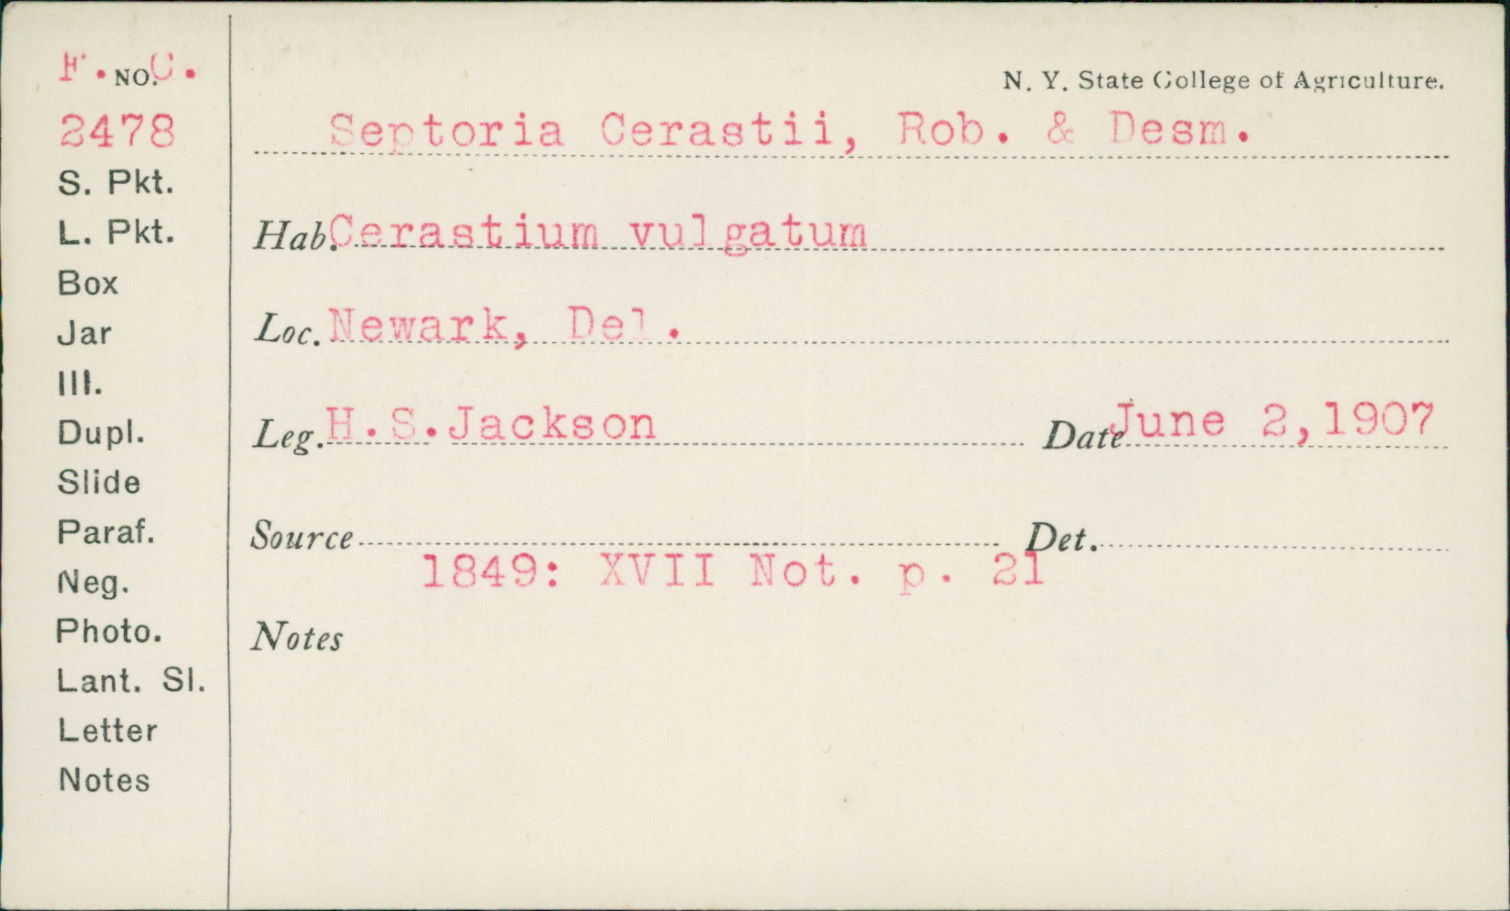 F. NO. C.
2478
S. Pkt.
L. Pkt.
Box
Jar
Ill.
Dupl.
Slide
Paraf.
Neg.
Photo.
Lant. Sl.
Letter
Notes
N. Y. State College of Agriculture.
Septoria Cerastii, Rob. & Desm.
Hab. Cerastium vulgatum
Loc. Newark, Del.
Leg. H.S.Jackson Date June 2,1907
Source Det.
1849: XVII Not. p. 21
Notes